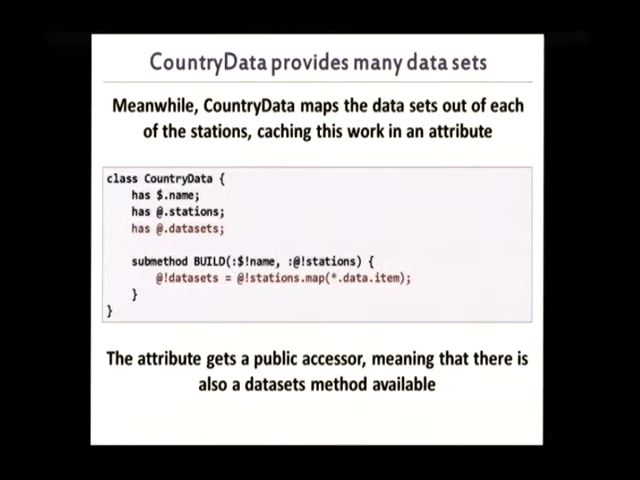 CountryData provides many data sets
Meanwhile, CountryData maps the data sets out of each
of the stations, caching this work in an attribute
class CountryData {
has $.name;
has @.stations;
has @.datasets;
submethod BUILD(:$!name, :@!stations) {
@!datasets = @!stations.map(*.data.item);
}
}
The attribute gets a public accessor, meaning that there is
also a datasets method available